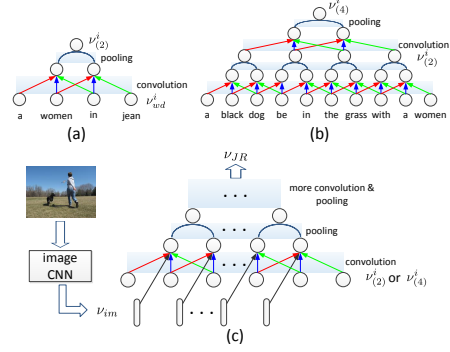 ν^i_(2)
pooling
convolution
ν^i_wd
a women in jean
(a)
ν^i_(4)
pooling
convolution
ν^i_(2)
a black dog be in the grass with a women
(b)
ν_JR
· · ·
more convolution &
pooling
· · ·
pooling
image
CNN
· · ·
convolution
ν^i_(2) or ν^i_(4)
ν_im
· · ·
(c)